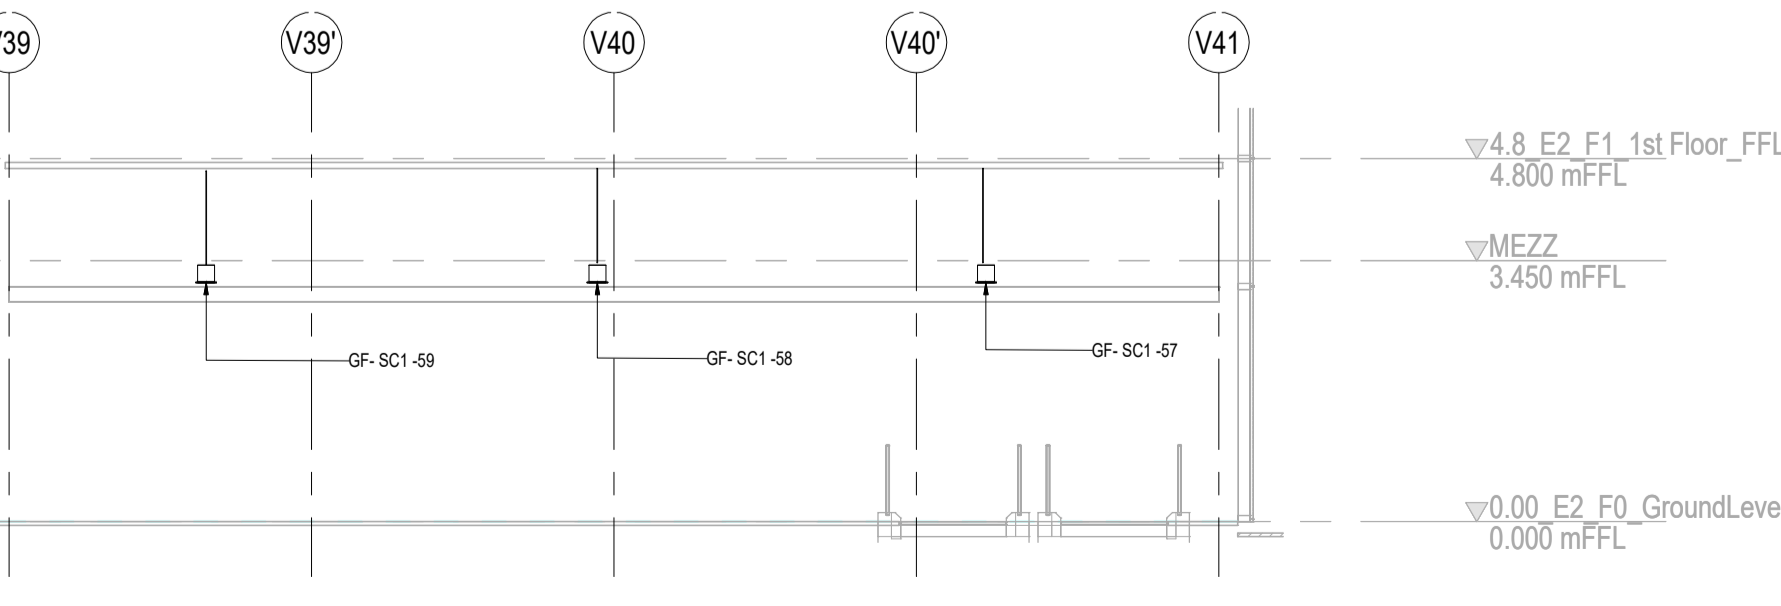 V39
V39'
V40
V40'
V41
4.8_E2_F1_1st Floor_FFL
4.800 mFFL
MEZZ
3.450 mFFL
GF- SC1 -59
GF- SC1 -58
GF- SC1 -57
0.00_E2_F0_GroundLeve
0.000 mFFL